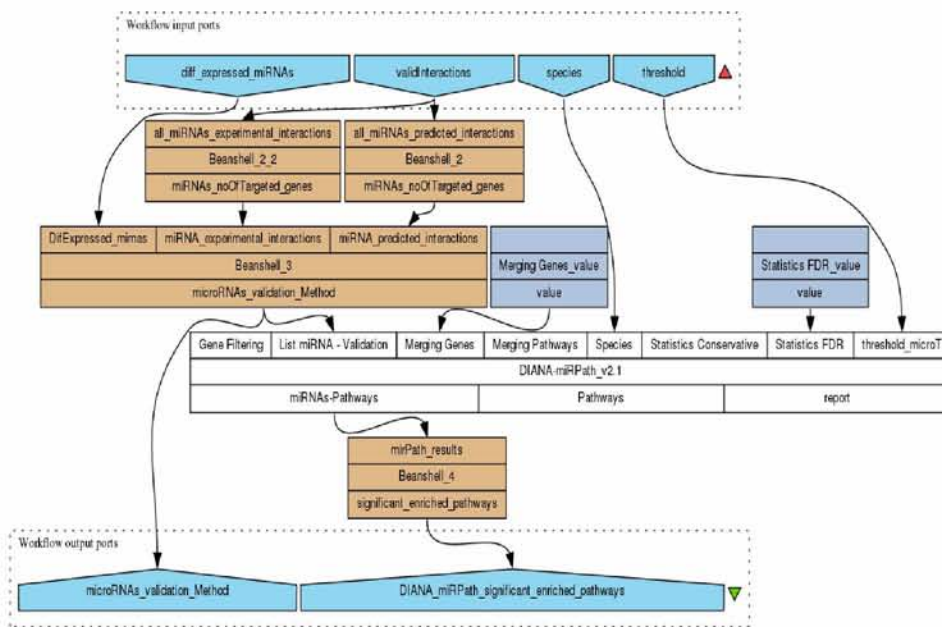 Workflow input ports
diff_expressed_miRNAs validInteractions species threshold
all_miRNAs_experimental_interactions all_miRNAs_predicted_interactions
Beanshell_2_2 Beanshell_2
miRNAs_noOfTargeted_genes miRNAs_noOfTargeted_genes
DifExpressed_mirnas miRNA_experimental_interactions miRNA_predicted_interactions
Beanshell_3 Merging Genes_value Statistics FDR_value
microRNAs_validation_Method value value
Gene Filtering List miRNA - Validation Merging Genes Merging Pathways Species Statistics Conservative Statistics FDR threshold_microT
DIANA-miRPath_v2.1
miRNAs-Pathways Pathways report
mirPath_results
Beanshell_4
significant_enriched_pathways
Workflow output ports
microRNAs_validation_Method DIANA_miRPath_significant_enriched_pathways